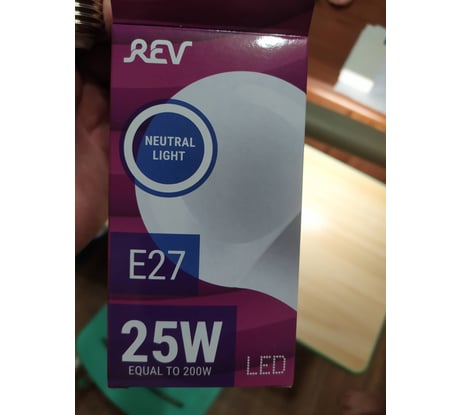 REV
NEUTRAL
LIGHT
E27
25W
EQUAL TO 200W
LED